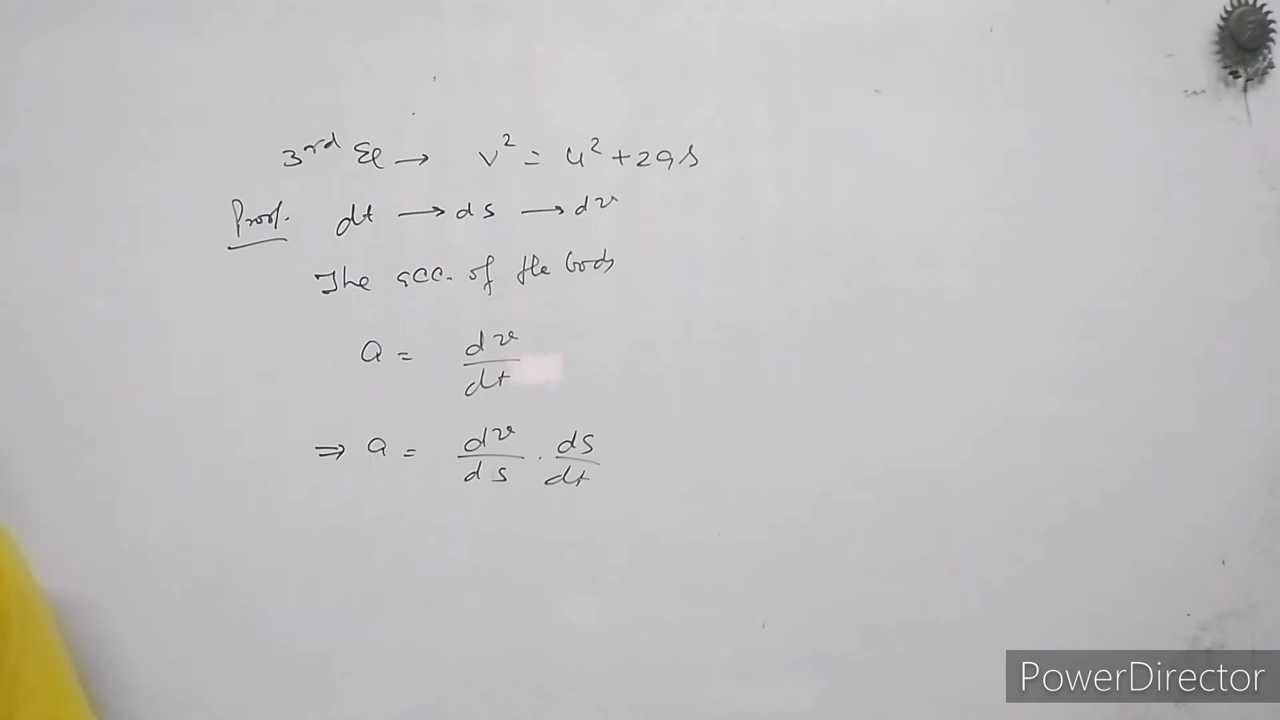 3rd Eq → v² = u² + 2as
Proof. dt → ds → dv
The acc. of the body
a = dv/dt
⇒ a = dv/ds . ds/dt
PowerDirector